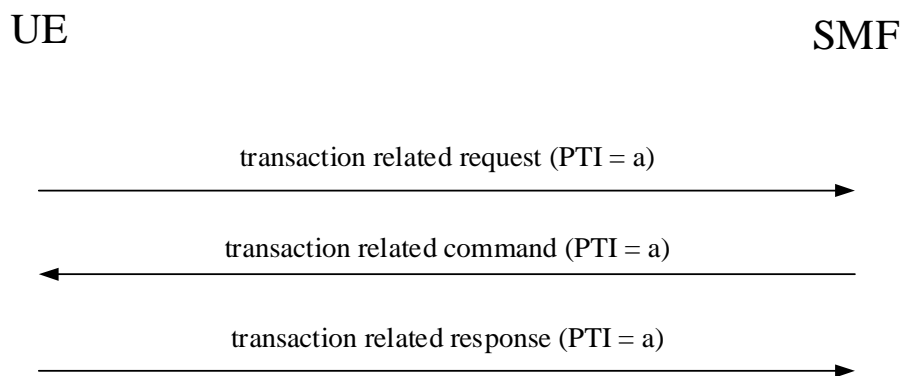 UE
SMF
transaction related request (PTI = a)
transaction related command (PTI = a)
transaction related response (PTI = a)